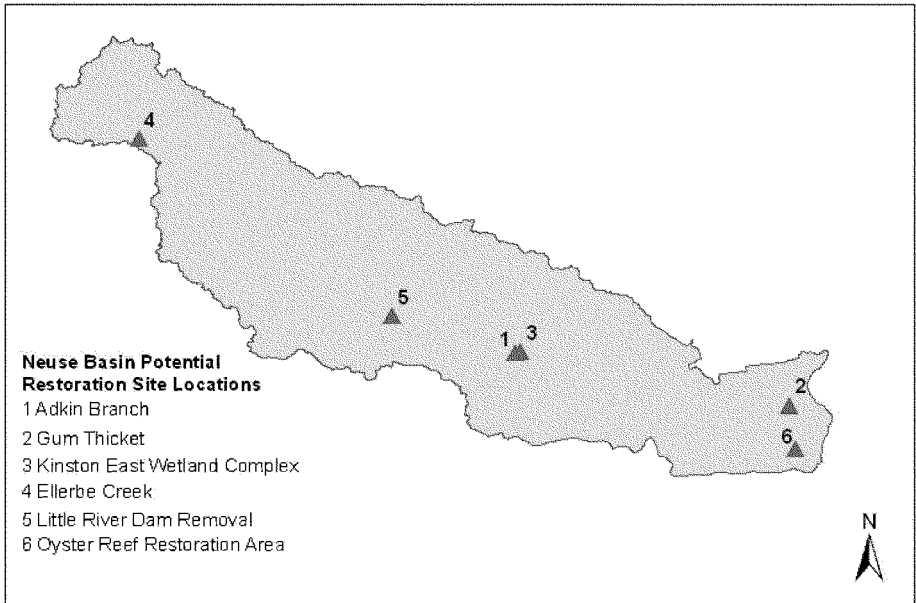 4
5
1
3
2
6
Neuse Basin Potential
Restoration Site Locations
1 Adkin Branch
2 Gum Thicket
3 Kinston East Wetland Complex
4 Ellerbe Creek
5 Little River Dam Removal
6 Oyster Reef Restoration Area
N